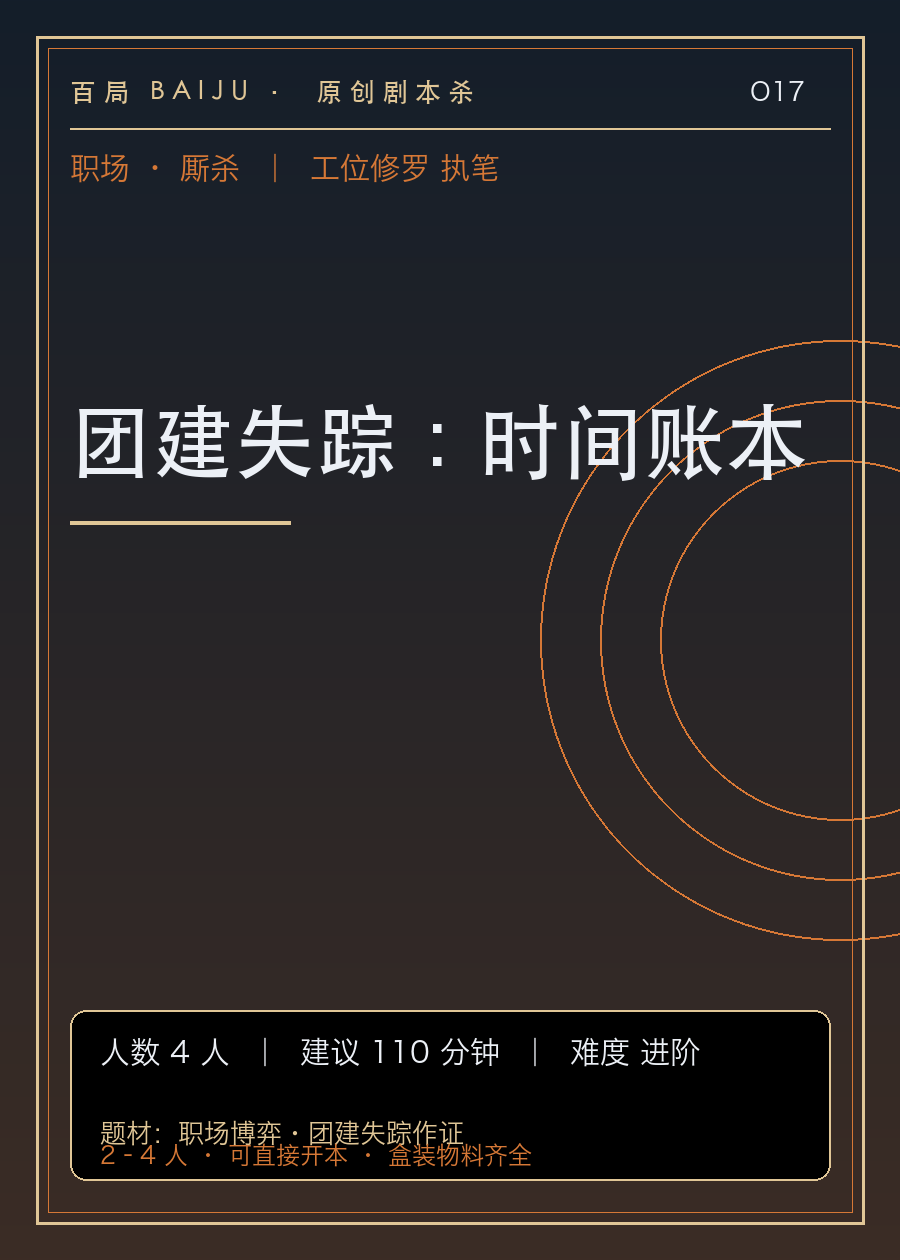 百局 BAIJU · 原创剧本杀 017
职场 · 厮杀 | 工位修罗 执笔
团建失踪：时间账本
人数 4 人 | 建议 110 分钟 | 难度 进阶
题材: 职场博弈 · 团建失踪作证
2-4 人 · 可直接开本 · 盒装物料齐全